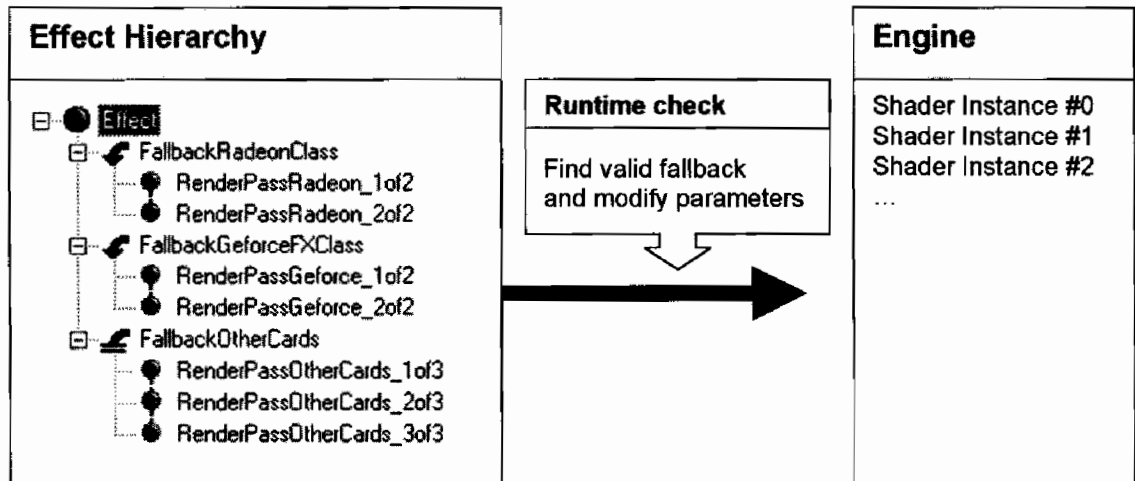 Effect Hierarchy
Effect
FallbackRadeonClass
RenderPassRadeon_1of2
RenderPassRadeon_2of2
FallbackGeforceFXClass
RenderPassGeforce_1of2
RenderPassGeforce_2of2
FallbackOtherCards
RenderPassOtherCards_1of3
RenderPassOtherCards_2of3
RenderPassOtherCards_3of3
Runtime check
Find valid fallback
and modify parameters
Engine
Shader Instance #0
Shader Instance #1
Shader Instance #2
...